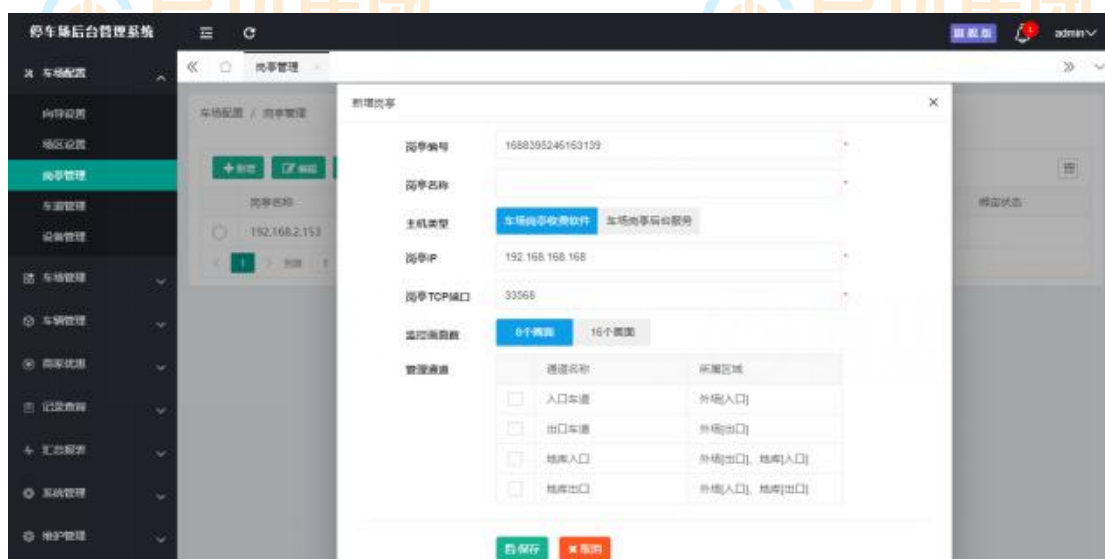 停车场后台管理系统
旗舰版
1
admin
车场配置
岗亭管理
向导设置
车场配置 / 岗亭管理
场区设置
岗亭管理
车道管理
设备管理
车场管理
车辆管理
商家优惠
记录查询
汇总报表
系统管理
维护管理
新增
编辑
岗亭名称
绑定状态
192.168.2.153
1
到第
新增岗亭
岗亭编号 1688395246163139 *
岗亭名称 *
主机类型 车场岗亭收费软件 车场岗亭后台服务
岗亭IP 192.168.168.168 *
岗亭TCP端口 33568 *
监控画面数 8个画面 16个画面
管理通道 通道名称 所属区域
入口车道 外场[入口]
出口车道 外场[出口]
地库入口 外场[出口]，地库[入口]
地库出口 外场[入口]，地库[出口]
保存 取消